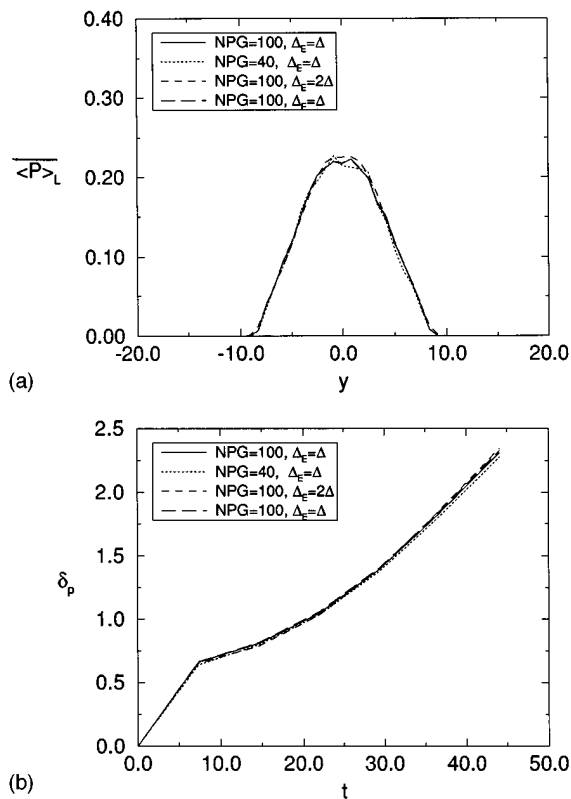 0.40
NPG=100, Δ_E=Δ
NPG=40, Δ_E=Δ
NPG=100, Δ_E=2Δ
NPG=100, Δ_E=Δ
0.30
<P>_L
0.20
0.10
0.00
-20.0 -10.0 0.0 10.0 20.0
(a)
y
2.5
NPG=100, Δ_E=Δ
NPG=40, Δ_E=Δ
NPG=100, Δ_E=2Δ
NPG=100, Δ_E=Δ
2.0
1.5
δ_p
1.0
0.5
0.0
0.0 10.0 20.0 30.0 40.0 50.0
(b)
t